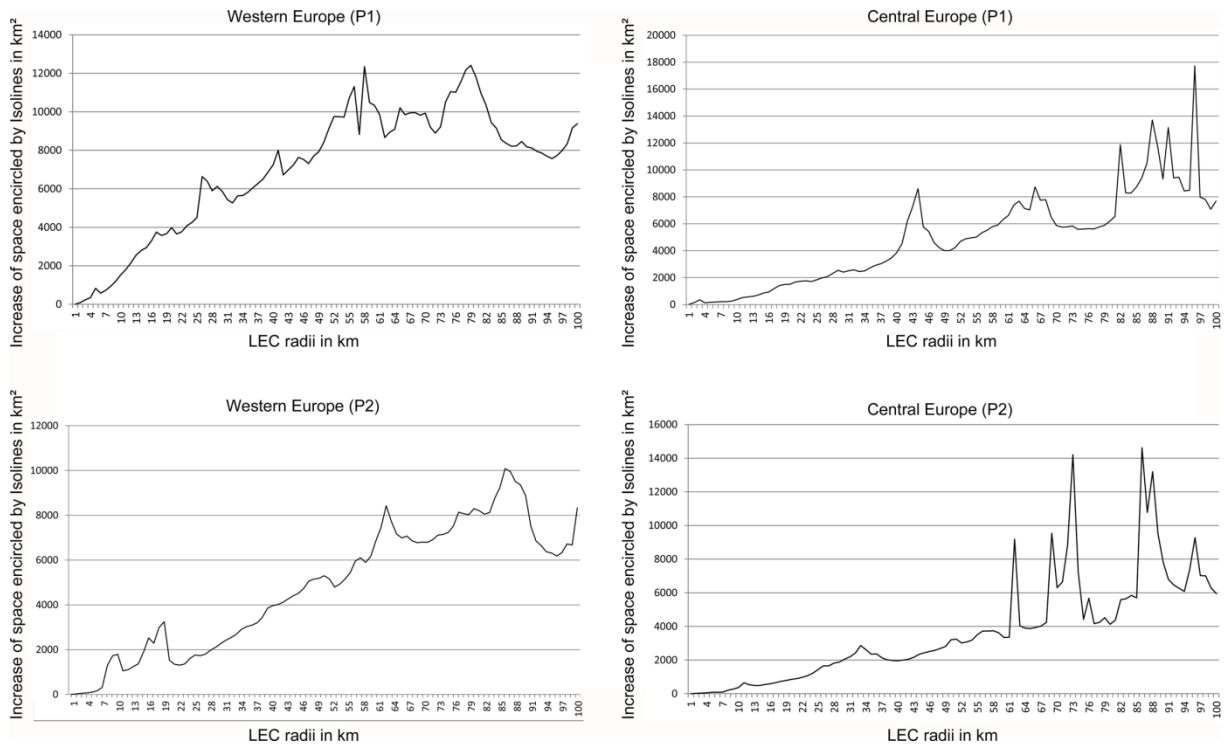 Western Europe (P1)
Increase of space encircled by Isolines in km²
14000
12000
10000
8000
6000
4000
2000
0
1 4 7 10 13 16 19 22 25 28 31 34 37 40 43 46 49 52 55 58 61 64 67 70 73 76 79 82 85 88 91 94 97 100
LEC radii in km
Central Europe (P1)
Increase of space encircled by Isolines in km²
20000
18000
16000
14000
12000
10000
8000
6000
4000
2000
0
1 4 7 10 13 16 19 22 25 28 31 34 37 40 43 46 49 52 55 58 61 64 67 70 73 76 79 82 85 88 91 94 97 100
LEC radii in km
Western Europe (P2)
Increase of space encircled by Isolines in km²
12000
10000
8000
6000
4000
2000
0
1 4 7 10 13 16 19 22 25 28 31 34 37 40 43 46 49 52 55 58 61 64 67 70 73 76 79 82 85 88 91 94 97 100
LEC radii in km
Central Europe (P2)
Increase of space encircled by Isolines in km²
16000
14000
12000
10000
8000
6000
4000
2000
0
1 4 7 10 13 16 19 22 25 28 31 34 37 40 43 46 49 52 55 58 61 64 67 70 73 76 79 82 85 88 91 94 97 100
LEC radii in km